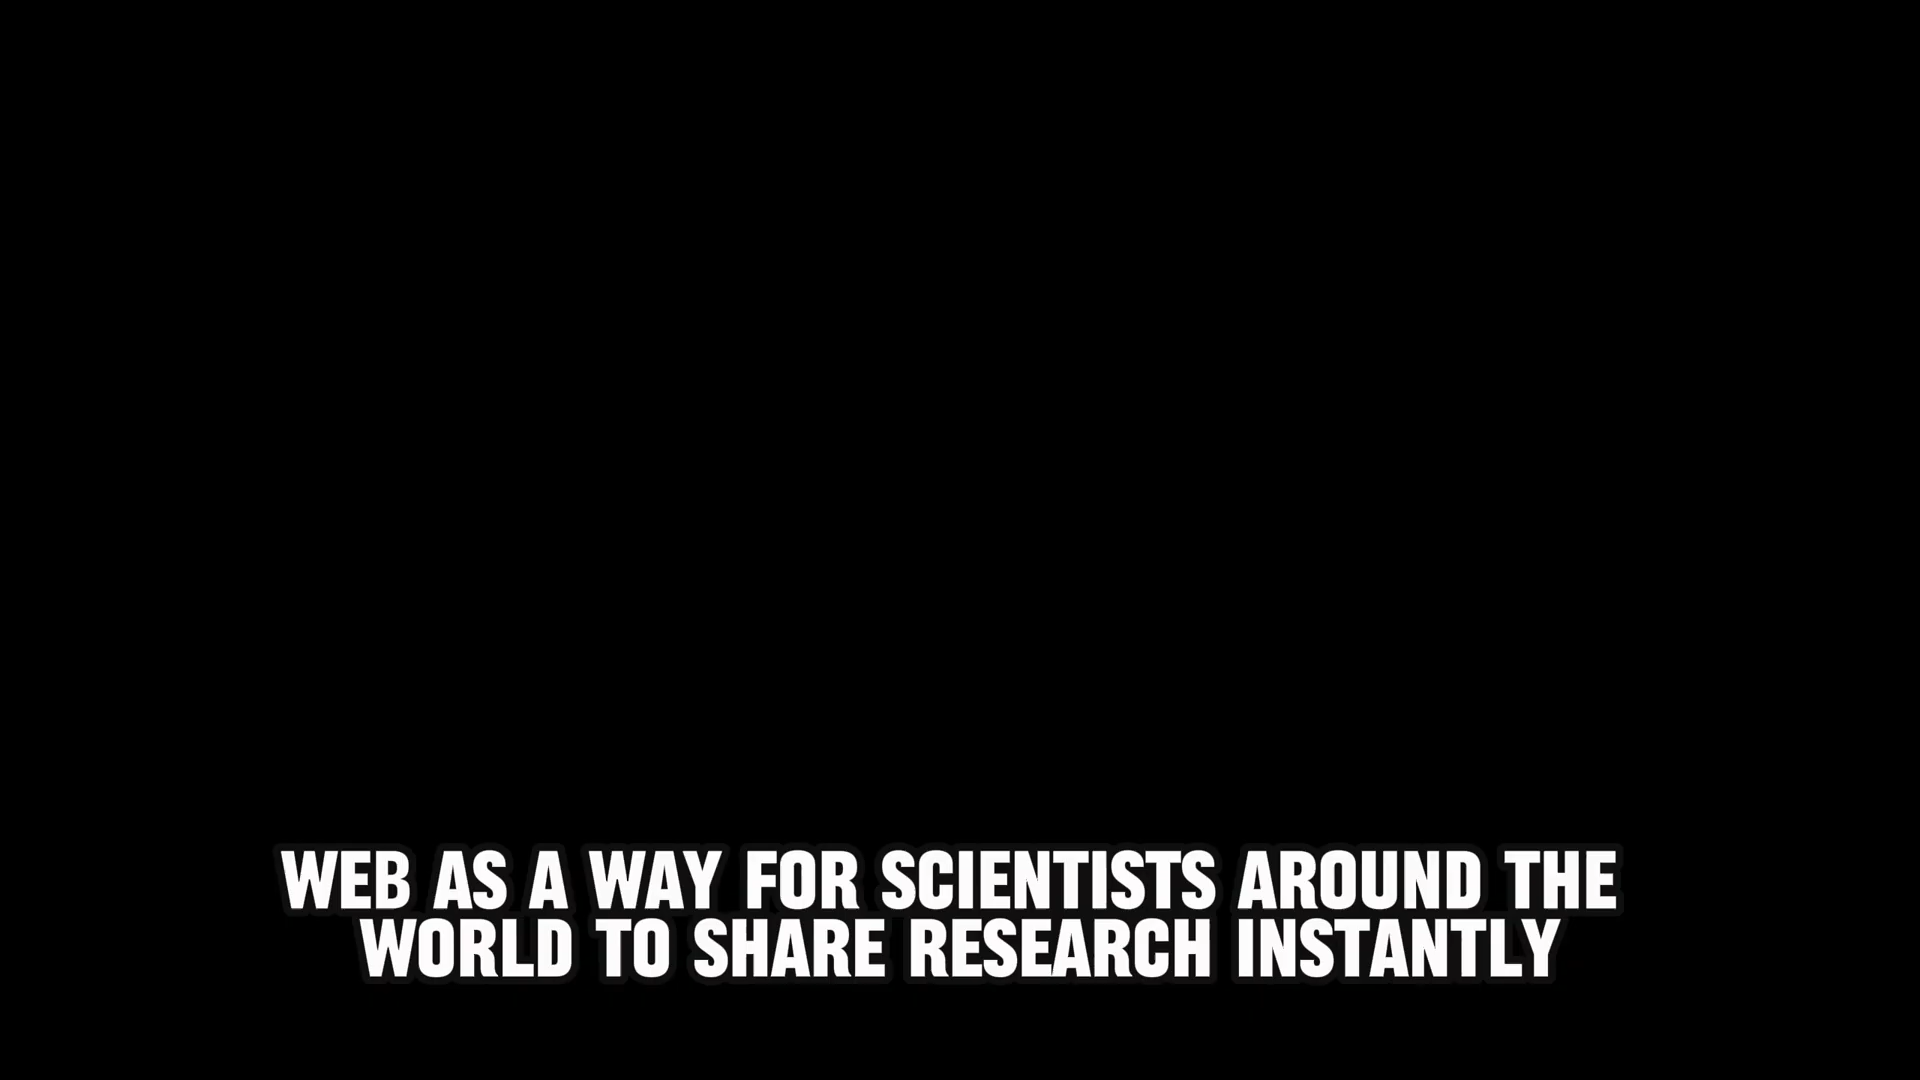 WEB AS A WAY FOR SCIENTISTS AROUND THE
WORLD TO SHARE RESEARCH INSTANTLY